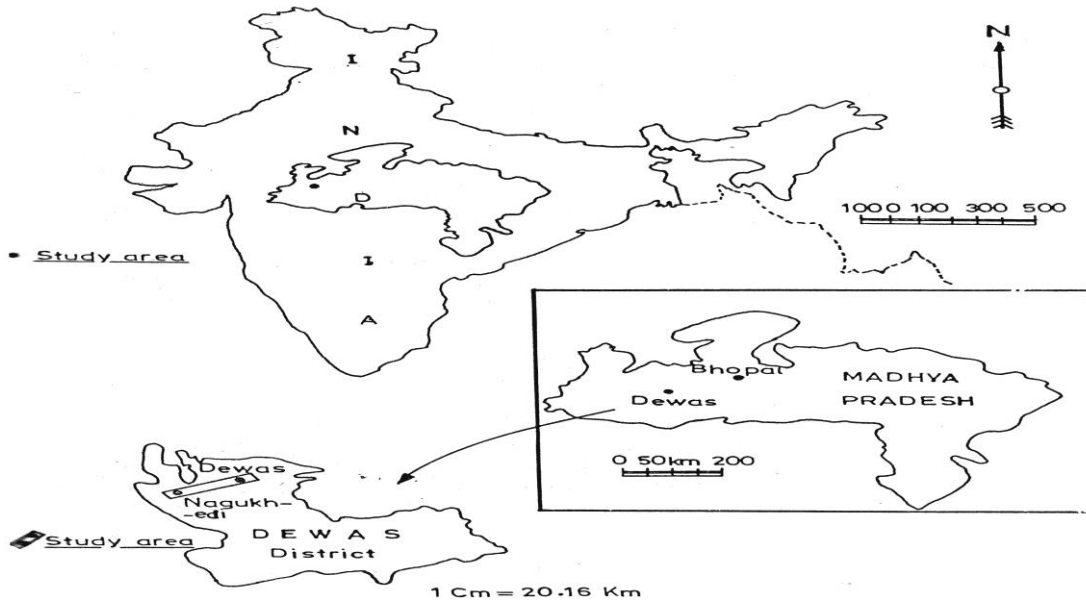 N
I
N
D
I
A
• Study area
100 0 100 300 500
Bhopal
Dewas
MADHYA
PRADESH
0 50km 200
Dewas
Nagukh-
-edi
Study area
DEWAS
District
1 Cm = 20.16 Km